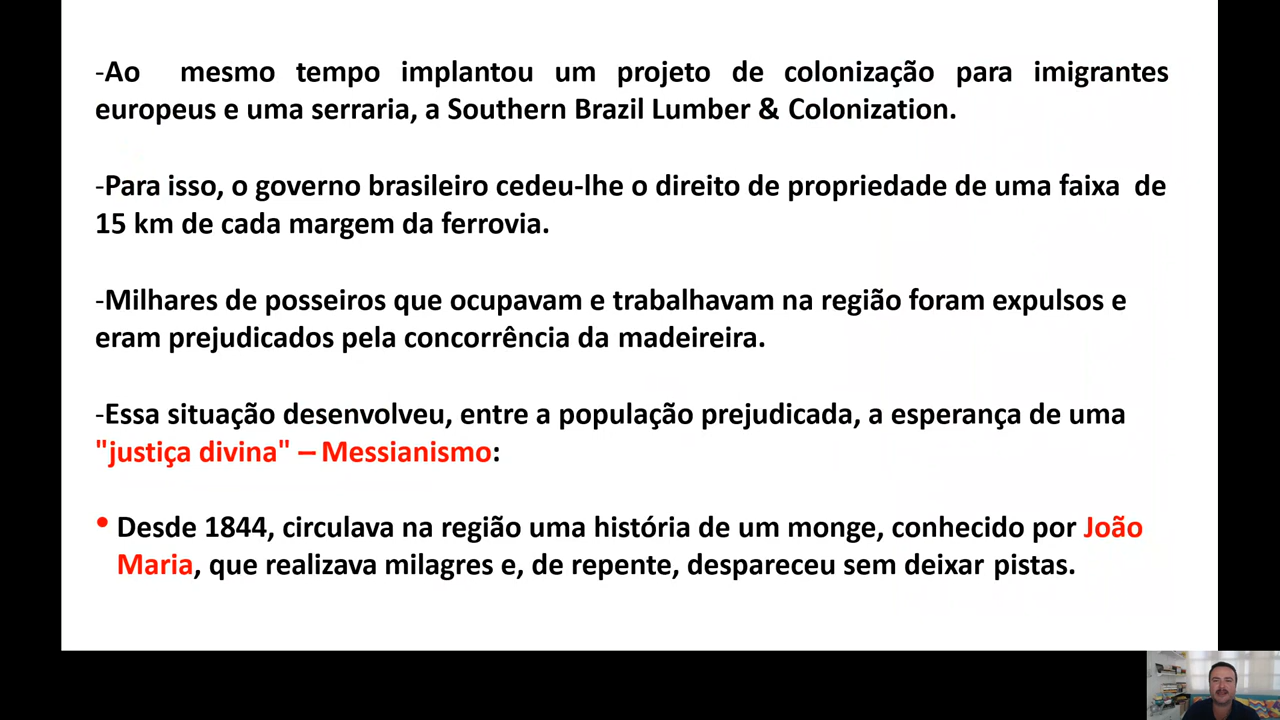 -Ao mesmo tempo implantou um projeto de colonização para imigrantes
europeus e uma serraria, a Southern Brazil Lumber & Colonization.
-Para isso, o governo brasileiro cedeu-lhe o direito de propriedade de uma faixa de
15 km de cada margem da ferrovia.
-Milhares de posseiros que ocupavam e trabalhavam na região foram expulsos e
eram prejudicados pela concorrência da madeireira.
-Essa situação desenvolveu, entre a população prejudicada, a esperança de uma
"justiça divina" – Messianismo:
• Desde 1844, circulava na região uma história de um monge, conhecido por João
Maria, que realizava milagres e, de repente, despareceu sem deixar pistas.